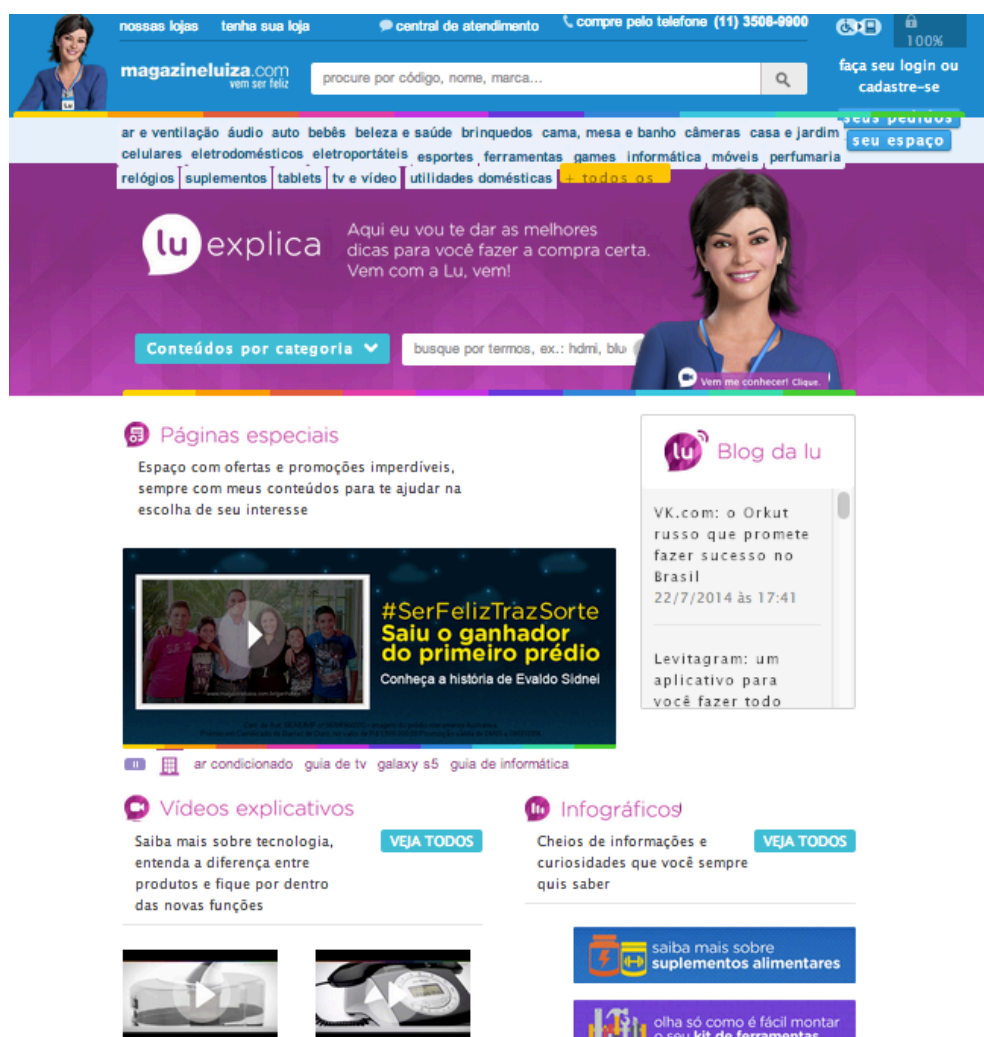 nossas lojas tenha sua loja central de atendimento compre pelo telefone (11) 3508-9900
100%
magazineluiza.com
vem ser feliz
procure por código, nome, marca...
faça seu login ou
cadastre-se
seus pedidos
seu espaço
lu
ar e ventilação áudio auto bebês beleza e saúde brinquedos cama, mesa e banho câmeras casa e jardim
celulares eletrodomésticos eletroportáteis esportes ferramentas games informática móveis perfumaria
relógios suplementos tablets tv e vídeo utilidades domésticas + todos os
lu explica
Aqui eu vou te dar as melhores
dicas para você fazer a compra certa.
Vem com a Lu, vem!
Conteúdos por categoria
busque por termos, ex.: hdmi, blu
Vem me conhecer! Clique.
Páginas especiais
Espaço com ofertas e promoções imperdíveis,
sempre com meus conteúdos para te ajudar na
escolha de seu interesse
#SerFelizTrazSorte
Saiu o ganhador
do primeiro prédio
Conheça a história de Evaldo Sidnei
ar condicionado guia de tv galaxy s5 guia de informática
lu Blog da lu
VK.com: o Orkut
russo que promete
fazer sucesso no
Brasil
22/7/2014 às 17:41
Levitagram: um
aplicativo para
você fazer todo
Vídeos explicativos
Saiba mais sobre tecnologia,
entenda a diferença entre
produtos e fique por dentro
das novas funções
VEJA TODOS
Infográficos
Cheios de informações e
curiosidades que você sempre
quis saber
VEJA TODOS
saiba mais sobre
suplementos alimentares
olha só como é fácil montar
o seu kit de ferramentas